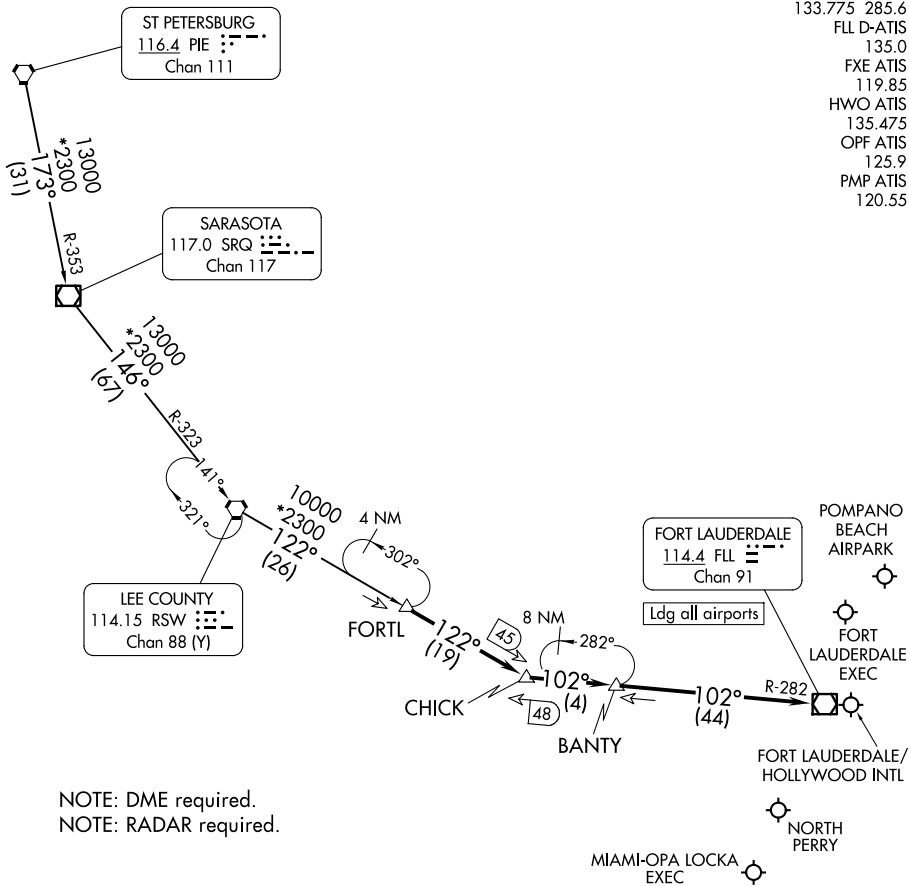 133.775 285.6
FLL D-ATIS
135.0
FXE ATIS
119.85
HWO ATIS
135.475
OPF ATIS
125.9
PMP ATIS
120.55
ST PETERSBURG
116.4 PIE
Chan 111
13000
*2300
173°
(31)
R-353
SARASOTA
117.0 SRQ
Chan 117
13000
*2300
146°
(67)
R-323
141°
321°
LEE COUNTY
114.15 RSW
Chan 88 (Y)
10000
*2300
122°
(26)
4 NM
302°
FORTL
122°
(19)
45
CHICK
48
8 NM
282°
102°
(4)
BANTY
102°
(44)
R-282
FORT LAUDERDALE
114.4 FLL
Chan 91
Ldg all airports
POMPANO
BEACH
AIRPARK
FORT
LAUDERDALE
EXEC
FORT LAUDERDALE/
HOLLYWOOD INTL
NORTH
PERRY
MIAMI-OPA LOCKA
EXEC
NOTE: DME required.
NOTE: RADAR required.